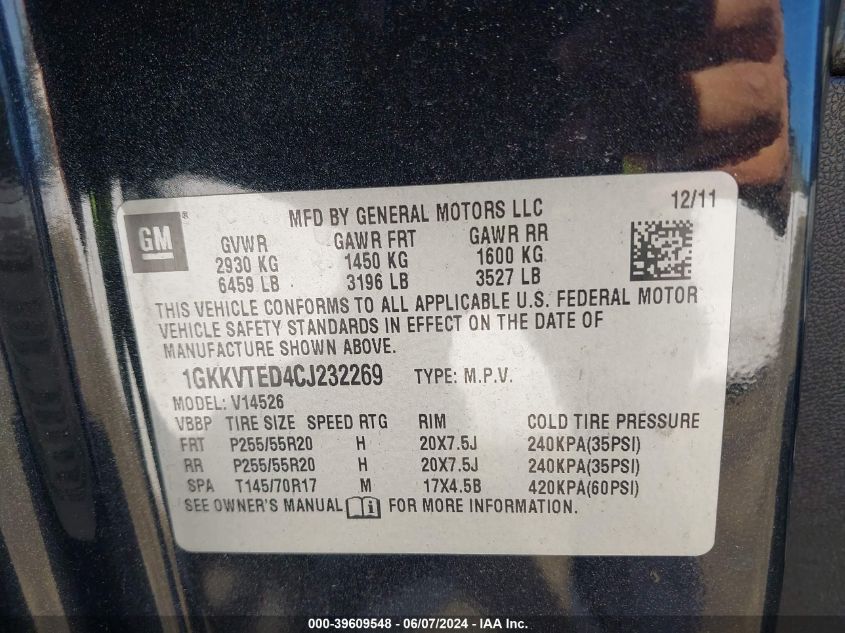 MFD BY GENERAL MOTORS LLC 12/11
GM ®
GVWR GAWR FRT GAWR RR
2930 KG 1450 KG 1600 KG
6459 LB 3196 LB 3527 LB
THIS VEHICLE CONFORMS TO ALL APPLICABLE U.S. FEDERAL MOTOR
VEHICLE SAFETY STANDARDS IN EFFECT ON THE DATE OF
MANUFACTURE SHOWN ABOVE.
1GKKVTED4CJ232269 TYPE: M.P.V.
MODEL: V14526
VBBP TIRE SIZE SPEED RTG RIM COLD TIRE PRESSURE
FRT P255/55R20 H 20X7.5J 240KPA(35PSI)
RR P255/55R20 H 20X7.5J 240KPA(35PSI)
SPA T145/70R17 M 17X4.5B 420KPA(60PSI)
SEE OWNER'S MANUAL i FOR MORE INFORMATION.
000-39609548 - 06/07/2024 - IAA Inc.